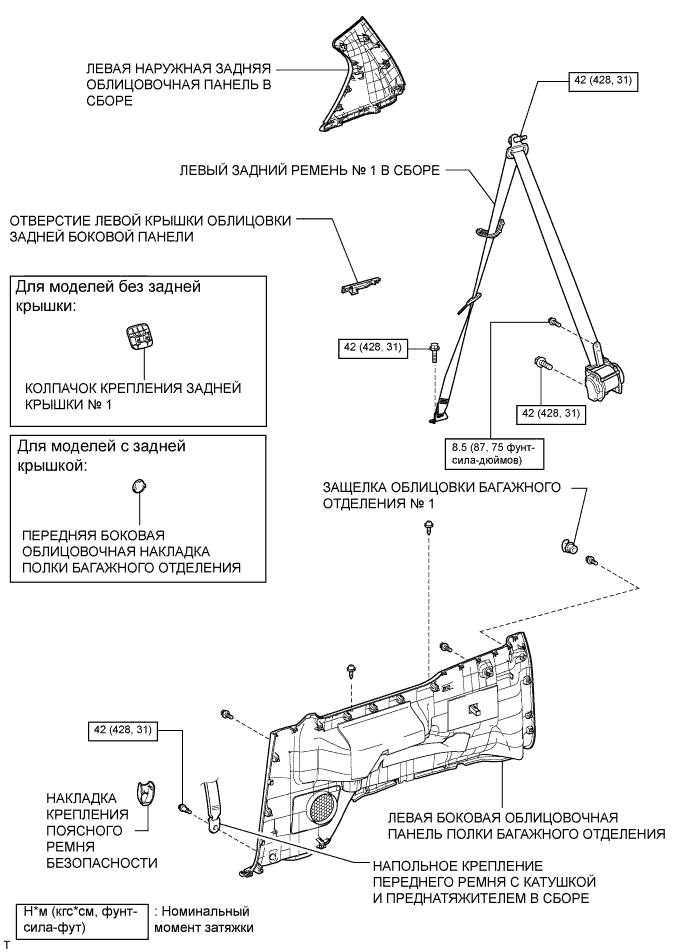 ЛЕВАЯ НАРУЖНАЯ ЗАДНЯЯ
ОБЛИЦОВОЧНАЯ ПАНЕЛЬ В
СБОРЕ
42 (428, 31)
ЛЕВЫЙ ЗАДНИЙ РЕМЕНЬ № 1 В СБОРЕ
ОТВЕРСТИЕ ЛЕВОЙ КРЫШКИ ОБЛИЦОВКИ
ЗАДНЕЙ БОКОВОЙ ПАНЕЛИ
Для моделей без задней
крышки:
КОЛПАЧОК КРЕПЛЕНИЯ ЗАДНЕЙ
КРЫШКИ № 1
42 (428, 31)
42 (428, 31)
8.5 (87, 75 фунт-
сила-дюймов)
Для моделей с задней
крышкой:
ПЕРЕДНЯЯ БОКОВАЯ
ОБЛИЦОВОЧНАЯ НАКЛАДКА
ПОЛКИ БАГАЖНОГО ОТДЕЛЕНИЯ
ЗАЩЕЛКА ОБЛИЦОВКИ БАГАЖНОГО
ОТДЕЛЕНИЯ № 1
42 (428, 31)
НАКЛАДКА
КРЕПЛЕНИЯ
ПОЯСНОГО
РЕМНЯ
БЕЗОПАСНОСТИ
ЛЕВАЯ БОКОВАЯ ОБЛИЦОВОЧНАЯ
ПАНЕЛЬ ПОЛКИ БАГАЖНОГО ОТДЕЛЕНИЯ
НАПОЛЬНОЕ КРЕПЛЕНИЕ
ПЕРЕДНЕГО РЕМНЯ С КАТУШКОЙ
И ПРЕДНАТЯЖИТЕЛЕМ В СБОРЕ
Н*м (кгс*см, фунт-
сила-фут)
: Номинальный
момент затяжки
T